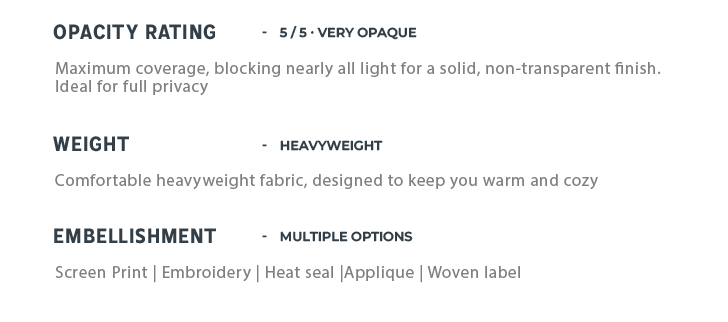 OPACITY RATING - 5 / 5 · VERY OPAQUE
Maximum coverage, blocking nearly all light for a solid, non-transparent finish.
Ideal for full privacy
WEIGHT - HEAVYWEIGHT
Comfortable heavyweight fabric, designed to keep you warm and cozy
EMBELLISHMENT - MULTIPLE OPTIONS
Screen Print | Embroidery | Heat seal |Applique | Woven label